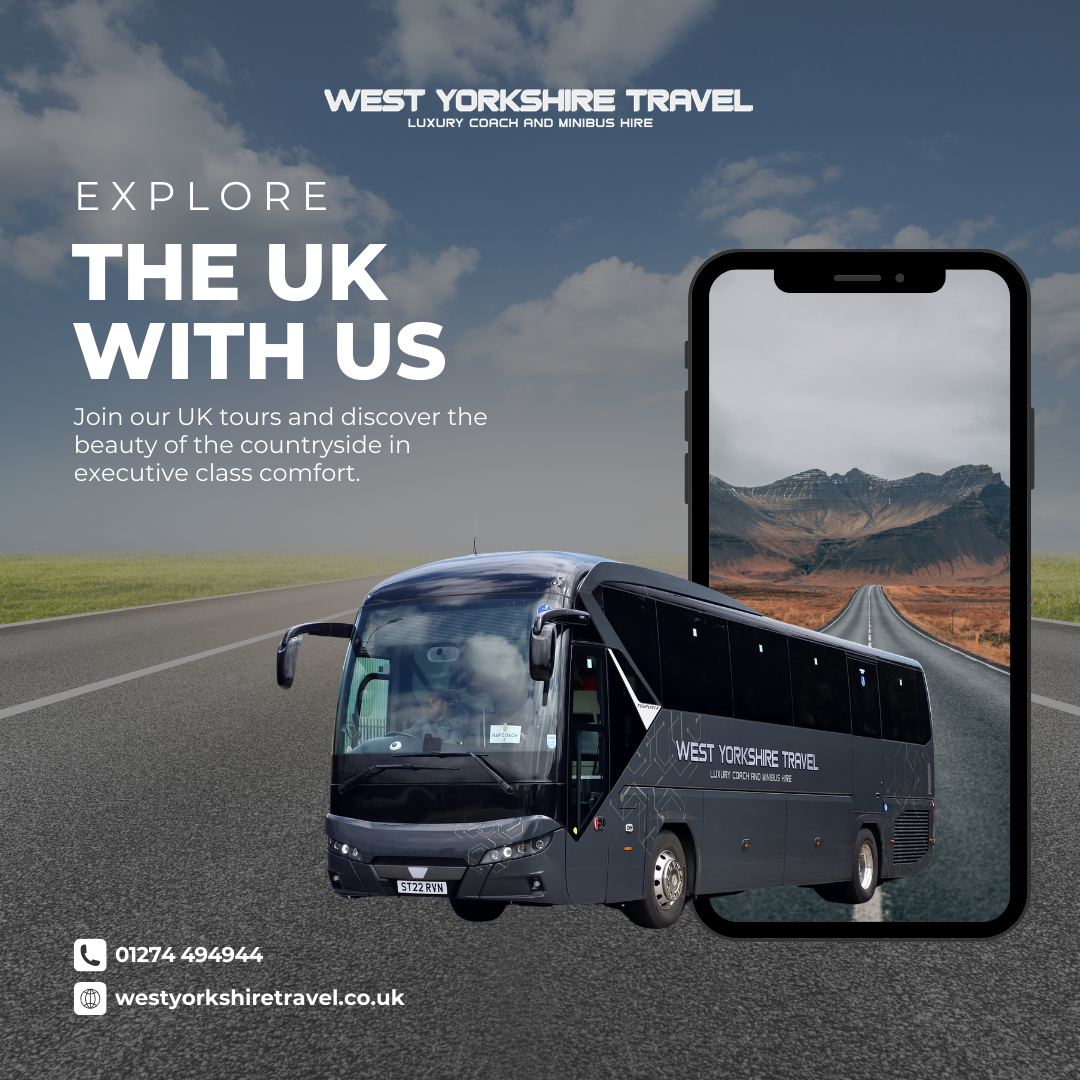 WEST YORKSHIRE TRAVEL
LUXURY COACH AND MINIBUS HIRE
EXPLORE
THE UK
WITH US
Join our UK tours and discover the
beauty of the countryside in
executive class comfort.
TOURLINER
WEST YORKSHIRE TRAVEL
LUXURY COACH AND MINIBUS HIRE
ST22 RVN
01274 494944
westyorkshiretravel.co.uk